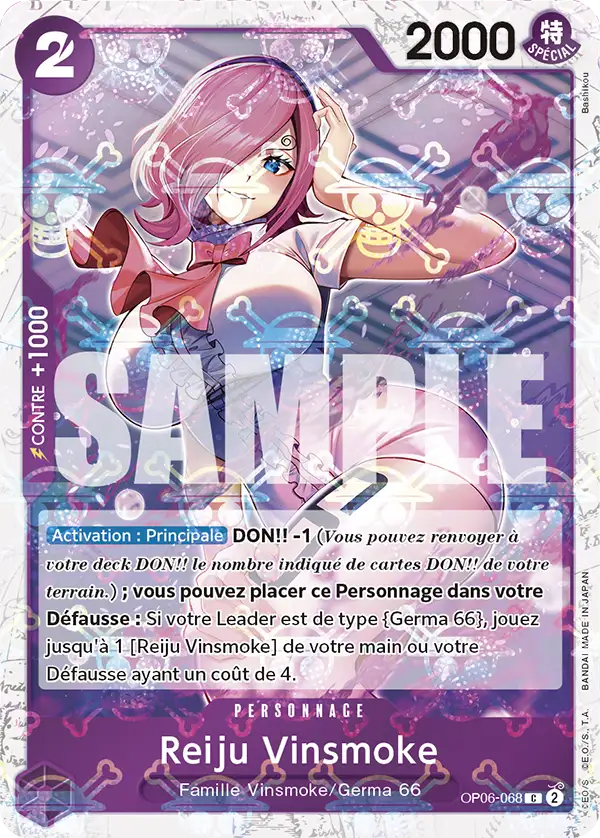 2
2000
特
SPÉCIAL
Bashikou
CONTRE +1000
SAMPLE
Activation : Principale DON!! -1 (Vous pouvez renvoyer à
votre deck DON!! le nombre indiqué de cartes DON!! de votre
terrain.) ; vous pouvez placer ce Personnage dans votre
Défausse : Si votre Leader est de type {Germa 66}, jouez
jusqu'à 1 [Reiju Vinsmoke] de votre main ou votre
Défausse ayant un coût de 4.
PERSONNAGE
Reiju Vinsmoke
Famille Vinsmoke/Germa 66
OP06-068 C 2
©E/O/S., ©E.O./S., T.A. BANDAI MADE IN JAPAN